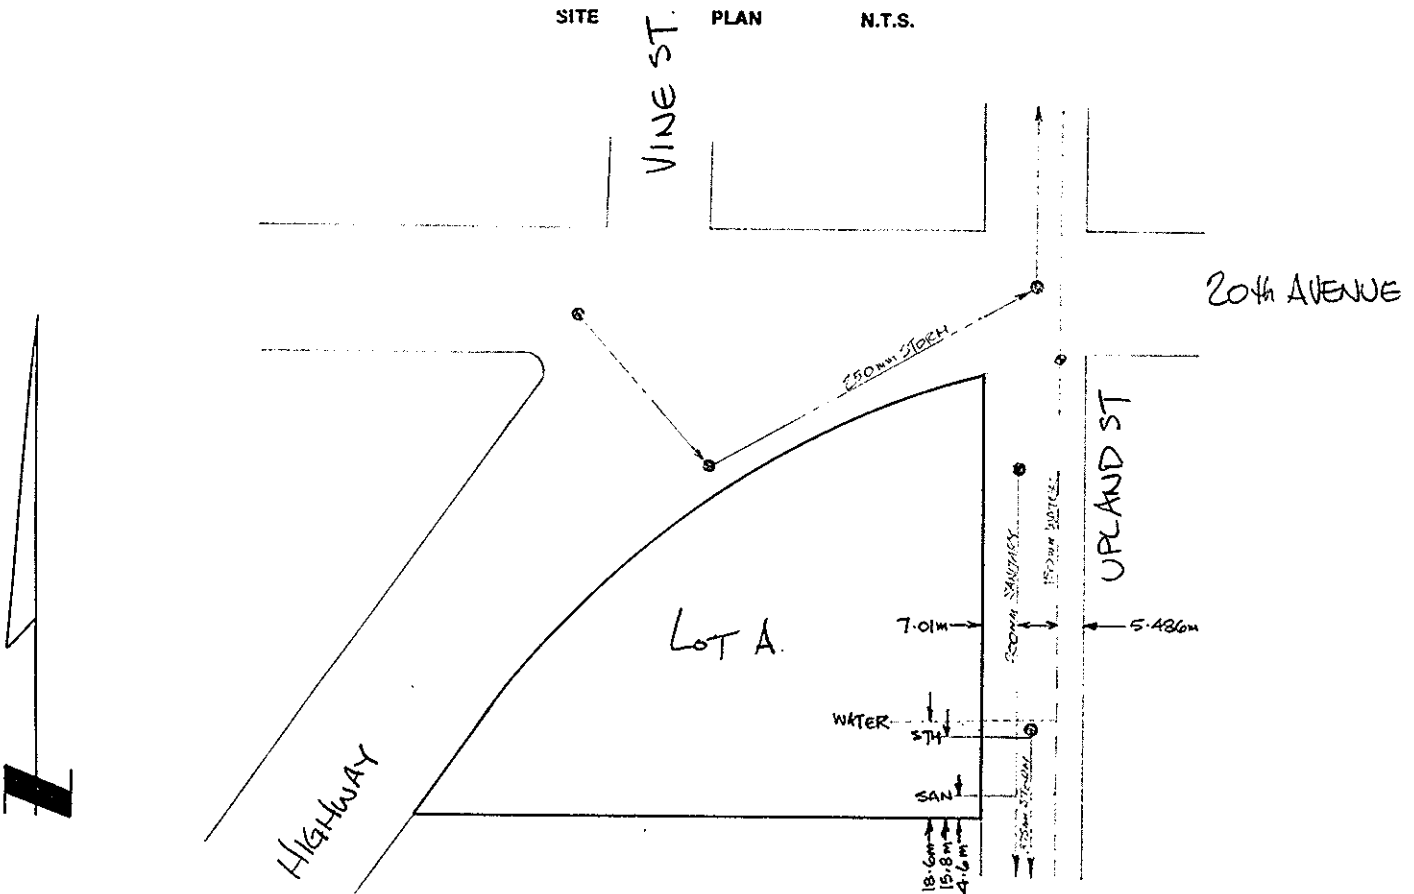 SITE PLAN N.T.S.
VINE ST.
20th AVENUE
250mm STORM
UPLAND ST
200mm SANITARY
150mm WATER
7.01m
5.486m
LOT A.
WATER
STM
SAN
HIGHWAY
18.6m
15.8m
4.6m